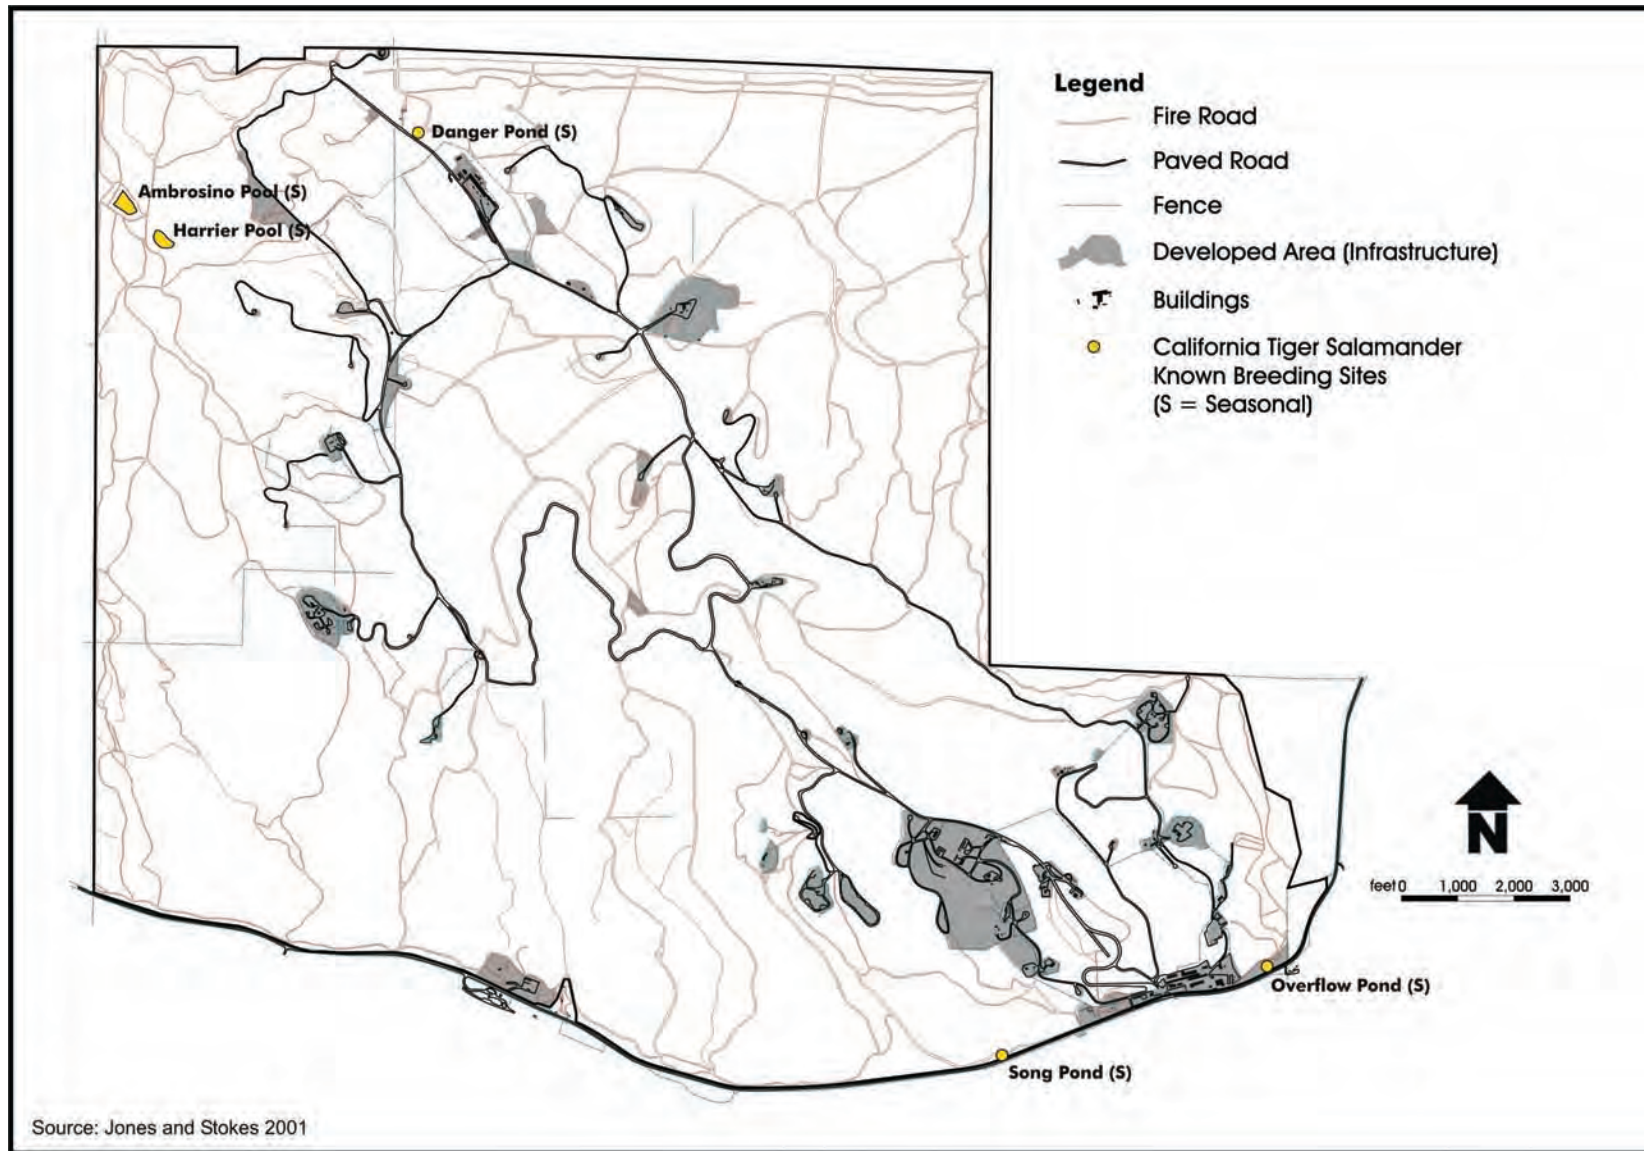 Legend
Fire Road
Paved Road
Fence
Developed Area (Infrastructure)
Buildings
California Tiger Salamander
Known Breeding Sites
(S = Seasonal)
Danger Pond (S)
Ambrosino Pool (S)
Harrier Pool (S)
N
feet 0 1,000 2,000 3,000
Overflow Pond (S)
Song Pond (S)
Source: Jones and Stokes 2001